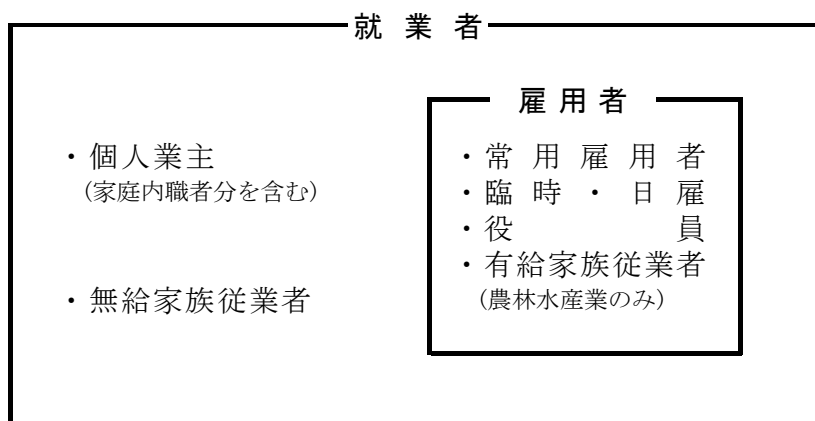 就業者
・個人業主
(家庭内職者分を含む)
・無給家族従業者
雇用者
・常用雇用者
・臨時・日雇
・役員
・有給家族従業者
(農林水産業のみ)